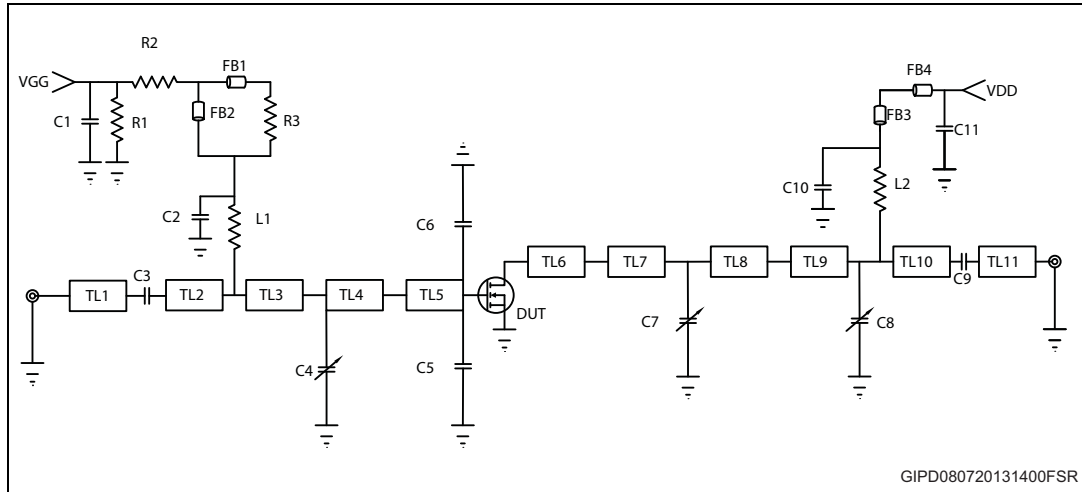 R2
FB1
FB4
VGG
VDD
C1
R1
FB2
R3
FB3
C11
C10
L2
C2
L1
C6
TL6
TL7
TL8
TL9
TL10
TL11
C9
C3
TL1
TL2
TL3
TL4
TL5
DUT
C7
C8
C4
C5
GIPD080720131400FSR